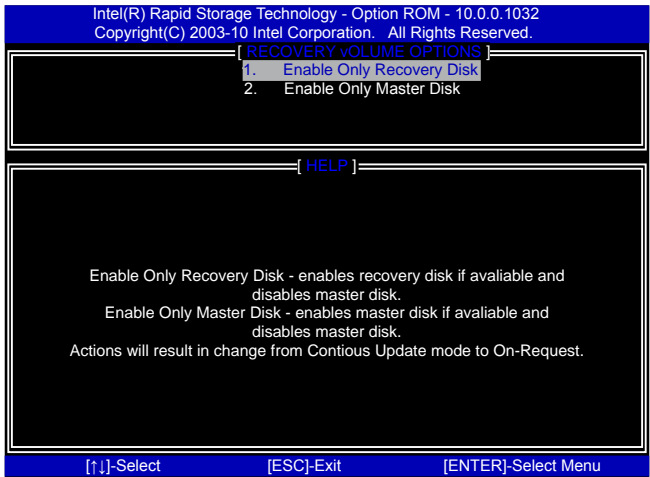 Intel(R) Rapid Storage Technology - Option ROM - 10.0.0.1032
Copyright(C) 2003-10 Intel Corporation. All Rights Reserved.
[ RECOVERY vOLUME OPTIONS ]
1. Enable Only Recovery Disk
2. Enable Only Master Disk
[ HELP ]
Enable Only Recovery Disk - enables recovery disk if avaliable and
disables master disk.
Enable Only Master Disk - enables master disk if avaliable and
disables master disk.
Actions will result in change from Contious Update mode to On-Request.
[↑↓]-Select [ESC]-Exit [ENTER]-Select Menu